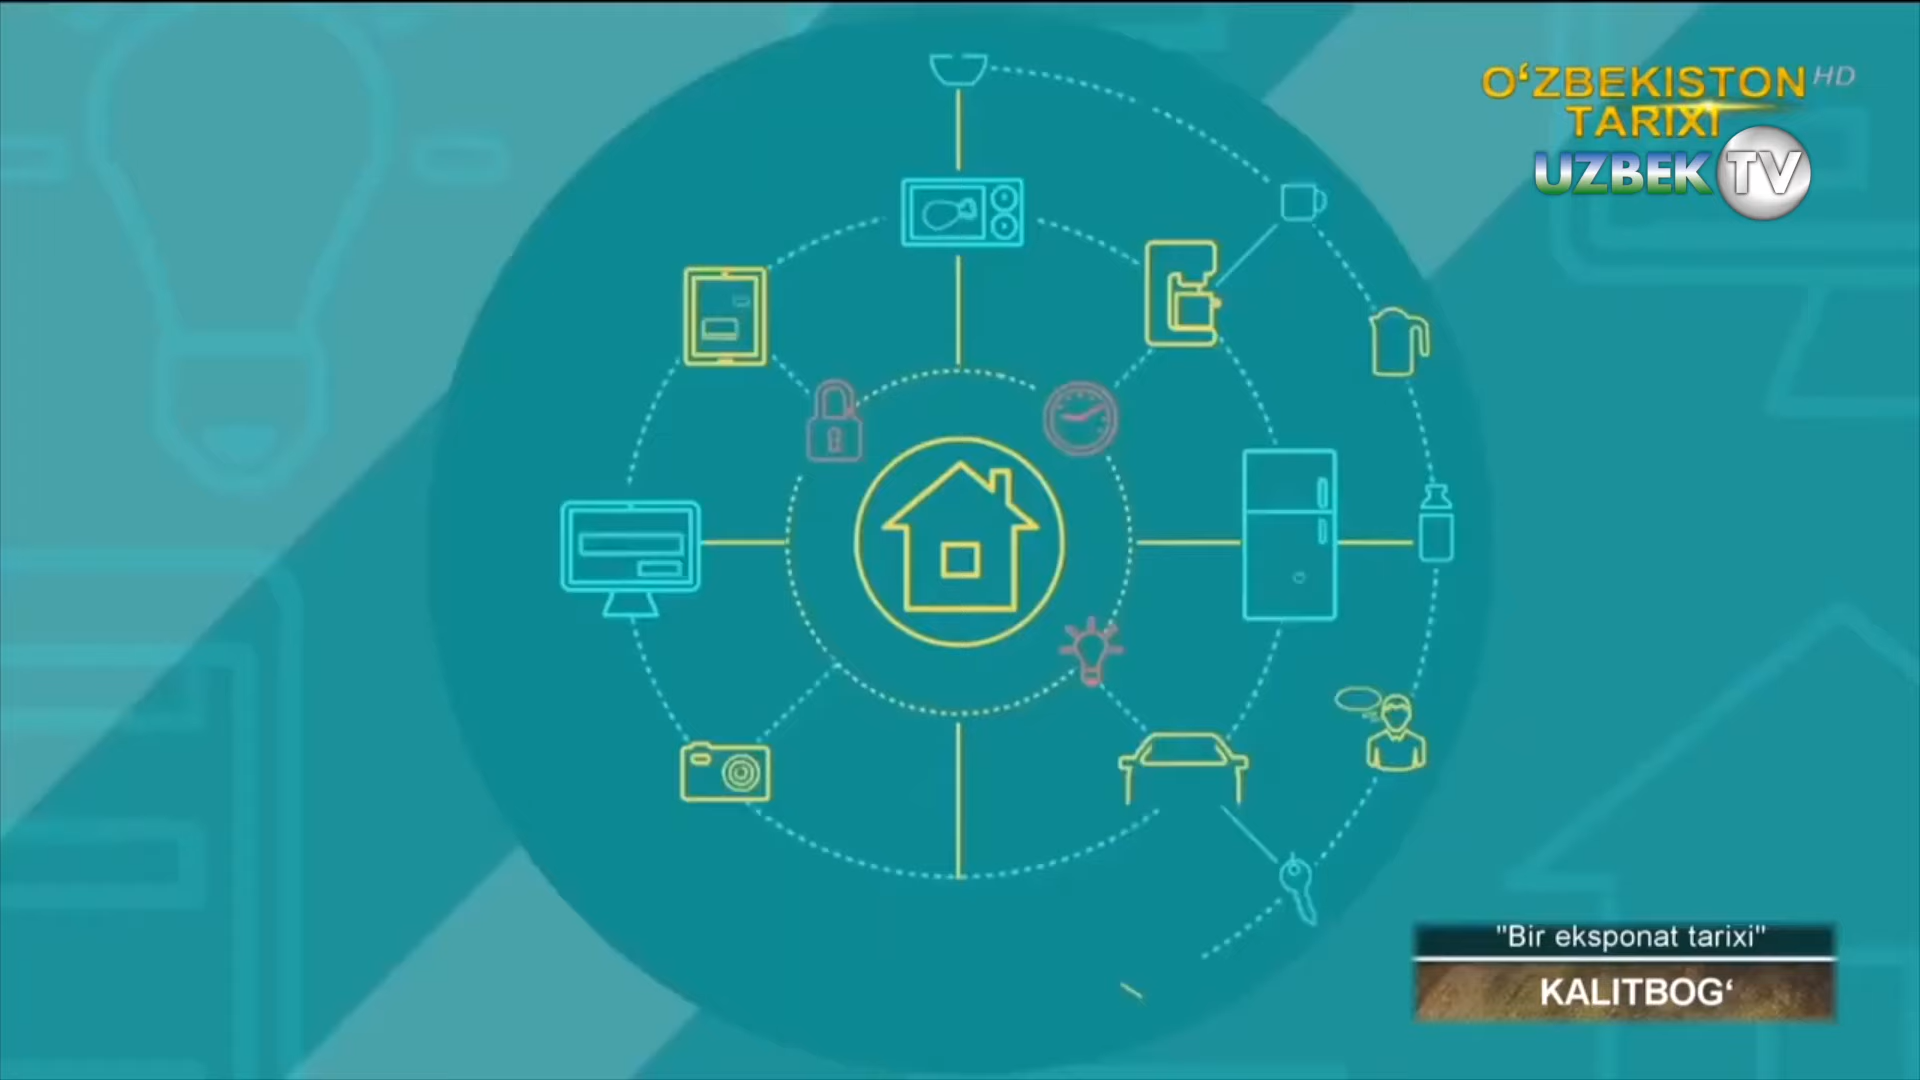 O‘ZBEKISTON HD
TARIXI
UZBEK TV
"Bir eksponat tarixi"
KALITBOG‘